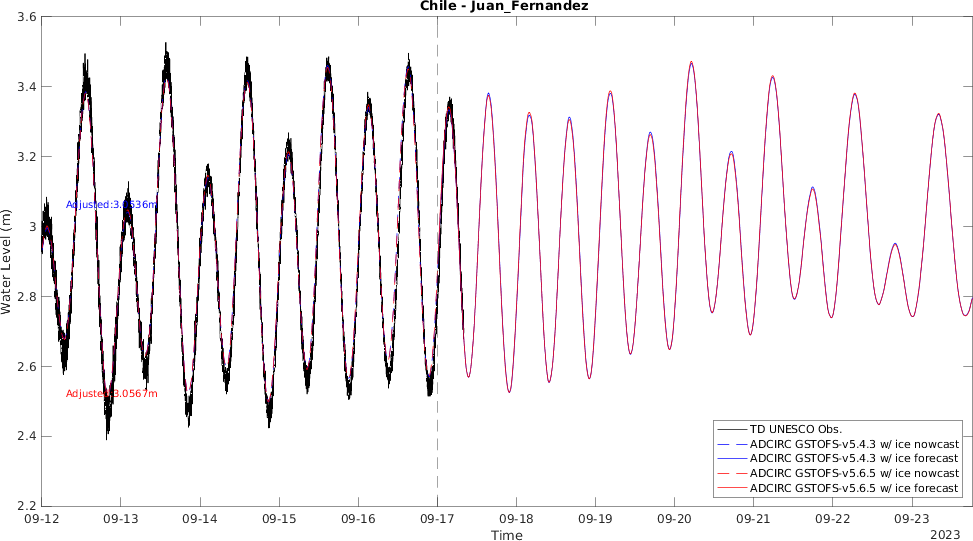 Chile - Juan_Fernandez
3.6
3.4
3.2
3
2.8
2.6
2.4
2.2
Water Level (m)
Adjusted:3.0636m
Adjusted:3.0567m
TD UNESCO Obs.
ADCIRC GSTOFS-v5.4.3 w/ ice nowcast
ADCIRC GSTOFS-v5.4.3 w/ ice forecast
ADCIRC GSTOFS-v5.6.5 w/ ice nowcast
ADCIRC GSTOFS-v5.6.5 w/ ice forecast
09-12 09-13 09-14 09-15 09-16 09-17 09-18 09-19 09-20 09-21 09-22 09-23
Time
2023